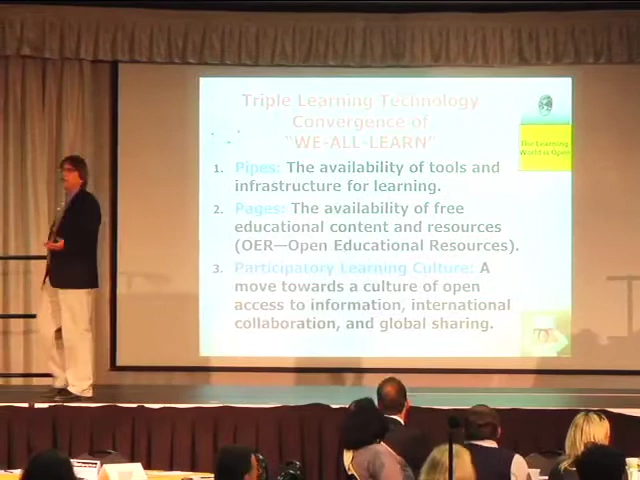 Triple Learning Technology
Convergence of
"WE-ALL-LEARN"
The Learning
World is Open
1. Pipes: The availability of tools and
infrastructure for learning.
2. Pages: The availability of free
educational content and resources
(OER—Open Educational Resources).
3. Participatory Learning Culture: A
move towards a culture of open
access to information, international
collaboration, and global sharing.